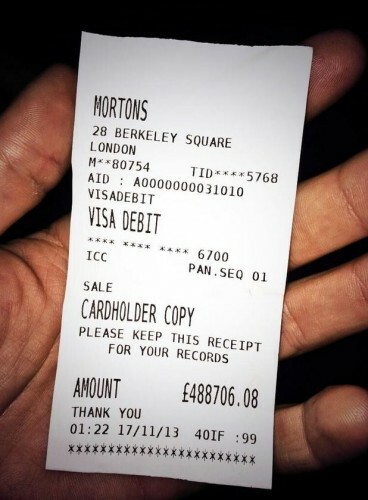 MORTONS
28 BERKELEY SQUARE
LONDON
M**80754 TID****5768
AID : A0000000031010
VISADEBIT
VISA DEBIT
**** **** **** 6700
ICC PAN.SEQ 01
SALE
CARDHOLDER COPY
PLEASE KEEP THIS RECEIPT
FOR YOUR RECORDS
AMOUNT £488706.08
THANK YOU
01:22 17/11/13 40IF :99
************************